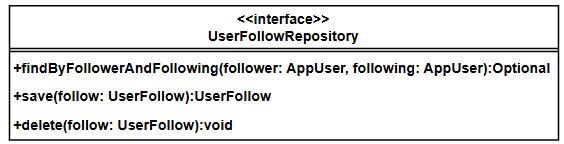 <<interface>>
UserFollowRepository
+findByFollowerAndFollowing(follower: AppUser, following: AppUser):Optional
+save(follow: UserFollow):UserFollow
+delete(follow: UserFollow):void